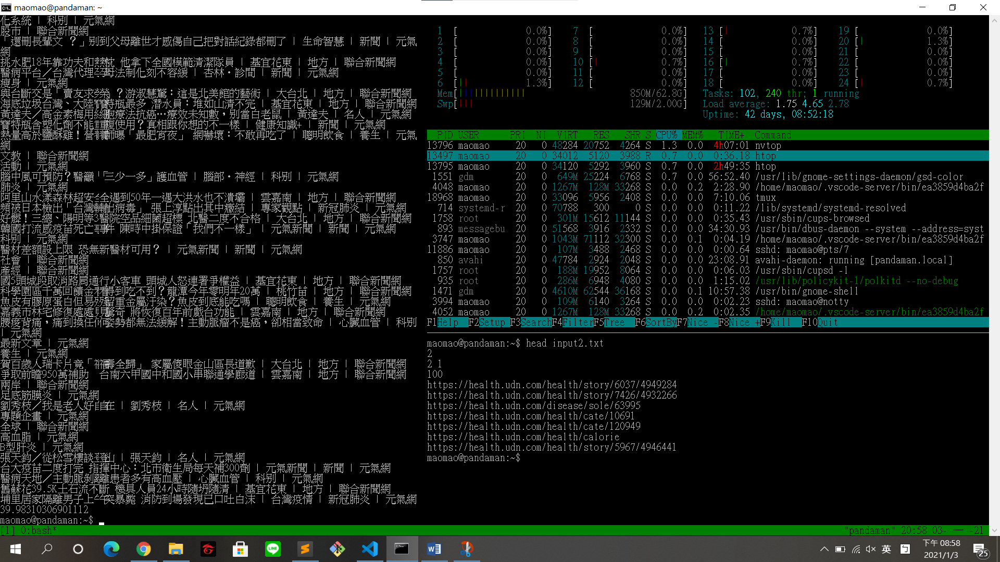 maomao@pandaman: ~
化系統 | 科別 | 元氣網
股市 | 聯合新聞網
「還刪長輩文 ？」別到父母離世才感傷自己把對話紀錄都刪了 | 生命智慧 | 新聞 | 元氣
網
挑水肥18年靠功夫和熱忱 他拿下全國模範清潔隊員 | 基宜花東 | 地方 | 聯合新聞網
醫病平台／台灣代理孕母法制化刻不容緩 | 杏林．診間 | 新聞 | 元氣網
瘦身 | 元氣網
與台斷交是「賣友求榮」？游淑慧驚：這是北美館的藝術 | 大台北 | 地方 | 聯合新聞網
海底垃圾台灣、大陸寶特瓶最多 潛水員：堆如山清不完 | 基宜花東 | 地方 | 聯合新聞網
黃達夫／高金素梅用細胞療法抗癌…療效未知數，別當白老鼠 | 黃達夫 | 名人 | 元氣網
寶特瓶含塑化劑不能重複使用？真相跟你想的不一樣 | 健康知識+ | 新聞 | 元氣網
熱量高於鹽酥雞！營養師曝「最肥宵夜」 網嚇壞：不敢再吃了 | 聰明飲食 | 養生 | 元氣
網
文教 | 聯合新聞網
活動 | 元氣網
腦中風可預防？醫籲「三少一多」護血管 | 腦部．神經 | 科別 | 元氣網
肺炎 | 元氣網
阿里山水漾森林超安全遇到50年一遇大洪水也不潰壩 | 雲嘉南 | 地方 | 聯合新聞網
頻被日本檢出「台灣輸出病毒」 張上淳點出其中癥結 | 專家觀點 | 新冠肺炎 | 元氣網
好髒！三總、陽明等3醫院空品細菌超標 北醫二度不合格 | 大台北 | 地方 | 聯合新聞網
韓國打流感疫苗死亡事件 陳時中掛保證「我們不一樣」 | 元氣新聞 | 新聞 | 元氣網
科別 | 元氣網
醫材差額設上限 恐無新醫材可用？ | 元氣新聞 | 新聞 | 元氣網
社會 | 聯合新聞網
產經 | 聯合新聞網
國5頭城段取消路肩通行小客車 頭城人怒連署爭權益 | 基宜花東 | 地方 | 聯合新聞網
科學園區千萬回饋金看得到吃不到？龍潭今年零明年20萬 | 桃竹苗 | 地方 | 聯合新聞網
魚皮有膠原蛋白但易殘留重金屬汙染？魚皮到底能吃嗎 | 聰明飲食 | 養生 | 元氣網
嘉義市林宅修復處處見驚奇 將恢復百年前戲台功能 | 雲嘉南 | 地方 | 聯合新聞網
腰痠背痛，痛到換任何姿勢都無法緩解！主動脈瘤不是癌，卻相當致命 | 心臟血管 | 科別
| 元氣網
最新文章 | 元氣網
養生 | 元氣網
賀百歲人瑞卡片竟「福壽全歸」 家屬傻眼金山區長道歉 | 大台北 | 地方 | 聯合新聞網
爭取前瞻950萬補助 台南六甲國中和國小串聯通學廊道 | 雲嘉南 | 地方 | 聯合新聞網
兩岸 | 聯合新聞網
足底筋膜炎 | 元氣網
劉秀枝／我是老人好自在 | 劉秀枝 | 名人 | 元氣網
專題企畫 | 元氣網
全球 | 聯合新聞網
高血脂 | 元氣網
B型肝炎 | 元氣網
張天鈞／從松雪樓談登山 | 張天鈞 | 名人 | 元氣網
台大疫苗二度打完 指揮中心：北市衛生局每天補300劑 | 元氣新聞 | 新聞 | 元氣網
醫病天地／主動脈剝離患者多有高血壓 | 心臟血管 | 科別 | 元氣網
舊蘇花39.5K土石流不斷 機具人員24小時隨坍隨清 | 基宜花東 | 地方 | 聯合新聞網
埔里居家隔離男子上午突暴斃 消防到場發現已口吐白沫 | 台灣疫情 | 新冠肺炎 | 元氣網
39.98310306901112
maomao@pandaman:~$
1 [ 0.0%] 7 [ 0.0%] 13 [| 0.7%] 19 [ 0.0%]
2 [ 0.0%] 8 [ 0.0%] 14 [ 0.0%] 20 [| 1.3%]
3 [ 0.0%] 9 [ 0.0%] 15 [ 0.0%] 21 [ 0.0%]
4 [ 0.0%] 10 [| 0.7%] 16 [| 0.7%] 22 [ 0.0%]
5 [ 0.0%] 11 [ 0.0%] 17 [ 0.0%] 23 [ 0.0%]
6 [|| 1.3%] 12 [ 0.0%] 18 [ 0.0%] 24 [| 0.7%]
Mem[||||||||||||| 850M/62.8G] Tasks: 102, 240 thr; 1 running
Swp[||| 129M/2.00G] Load average: 1.75 4.65 2.78
Uptime: 42 days, 08:52:18
PID USER PRI NI VIRT RES SHR S CPU% MEM% TIME+ Command
13796 maomao 20 0 48284 20752 4264 S 1.3 0.0 4h07:01 nvtop
13497 maomao 20 0 34012 5120 3988 R 0.7 0.0 0:36.18 htop
13795 maomao 20 0 34120 5292 3960 S 0.7 0.0 2h49:35 htop
1551 gdm 20 0 649M 25224 6768 S 0.7 0.0 56:52.40 /usr/lib/gnome-settings-daemon/gsd-color
4048 maomao 20 0 1267M 128M 33268 S 0.0 0.2 2:28.90 /home/maomao/.vscode-server/bin/ea3859d4ba2f
18968 maomao 20 0 33096 5956 2408 S 0.0 0.0 7:10.06 tmux
714 systemd-r 20 0 70788 300 0 S 0.0 0.0 0:11.22 /lib/systemd/systemd-resolved
1758 root 20 0 301M 15612 11144 S 0.0 0.0 0:35.43 /usr/sbin/cups-browsed
893 messagebu 20 0 51568 3916 2332 S 0.0 0.0 34:30.93 /usr/bin/dbus-daemon --system --address=syst
3747 maomao 20 0 1043M 71112 32300 S 0.0 0.1 0:04.19 /home/maomao/.vscode-server/bin/ea3859d4ba2f
11886 maomao 20 0 107M 3488 2468 S 0.0 0.0 0:00.64 sshd: maomao@pts/7
850 avahi 20 0 47784 2924 2048 S 0.0 0.0 23:08.91 avahi-daemon: running [pandaman.local]
1757 root 20 0 188M 19952 8064 S 0.0 0.0 0:06.03 /usr/sbin/cupsd -l
935 root 20 0 286M 6948 4080 S 0.0 0.0 1:15.02 /usr/lib/policykit-1/polkitd --no-debug
1471 gdm 20 0 4610M 62544 36168 S 0.0 0.1 10:57.38 /usr/bin/gnome-shell
3994 maomao 20 0 109M 6140 3264 S 0.0 0.0 0:02.23 sshd: maomao@notty
4052 maomao 20 0 1267M 128M 33268 S 0.0 0.2 0:02.35 /home/maomao/.vscode-server/bin/ea3859d4ba2f
F1Help F2Setup F3SearchF4FilterF5Tree F6SortByF7Nice -F8Nice +F9Kill F10Quit
maomao@pandaman:~$ head input2.txt
2
2 1
100
https://health.udn.com/health/story/6037/4949284
https://health.udn.com/health/story/7426/4932266
https://health.udn.com/disease/sole/63995
https://health.udn.com/health/cate/10691
https://health.udn.com/health/cate/120949
https://health.udn.com/health/calorie
https://health.udn.com/health/story/5967/4946441
maomao@pandaman:~$
[1] 0:bash* "pandaman" 20:58 03- 一 -21
LINE
英
下午 08:58
2021/1/3
25